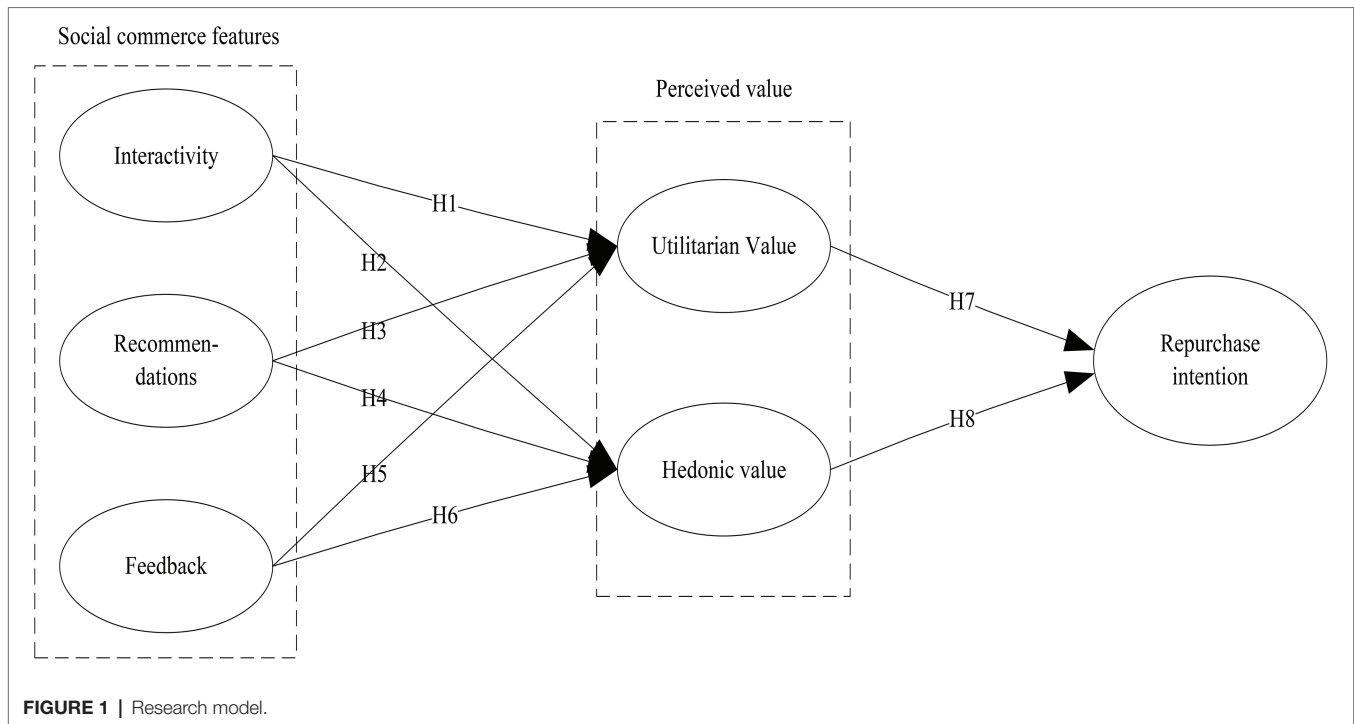 Social commerce features
Perceived value
Interactivity
H1
Utilitarian Value
H2
H7
H3
Recommen-
dations
Repurchase
intention
H4
H8
Hedonic value
H5
H6
Feedback
FIGURE 1 | Research model.